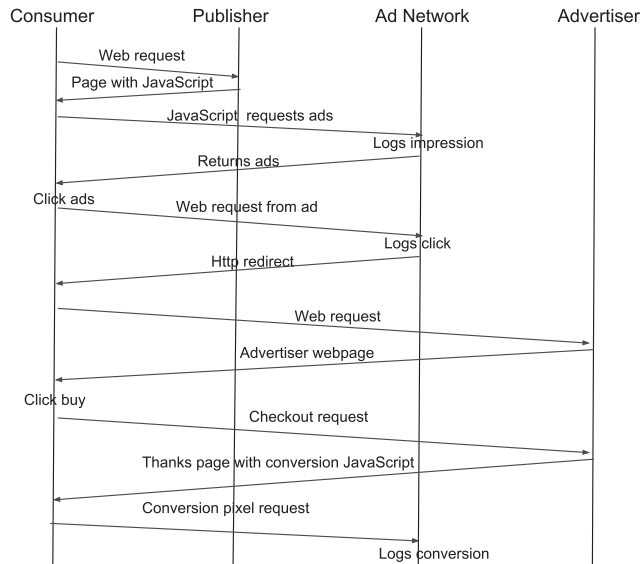 Consumer Publisher Ad Network Advertiser
Web request
Page with JavaScript
JavaScript requests ads
Logs impression
Returns ads
Click ads
Web request from ad
Logs click
Http redirect
Web request
Advertiser webpage
Click buy
Checkout request
Thanks page with conversion JavaScript
Conversion pixel request
Logs conversion